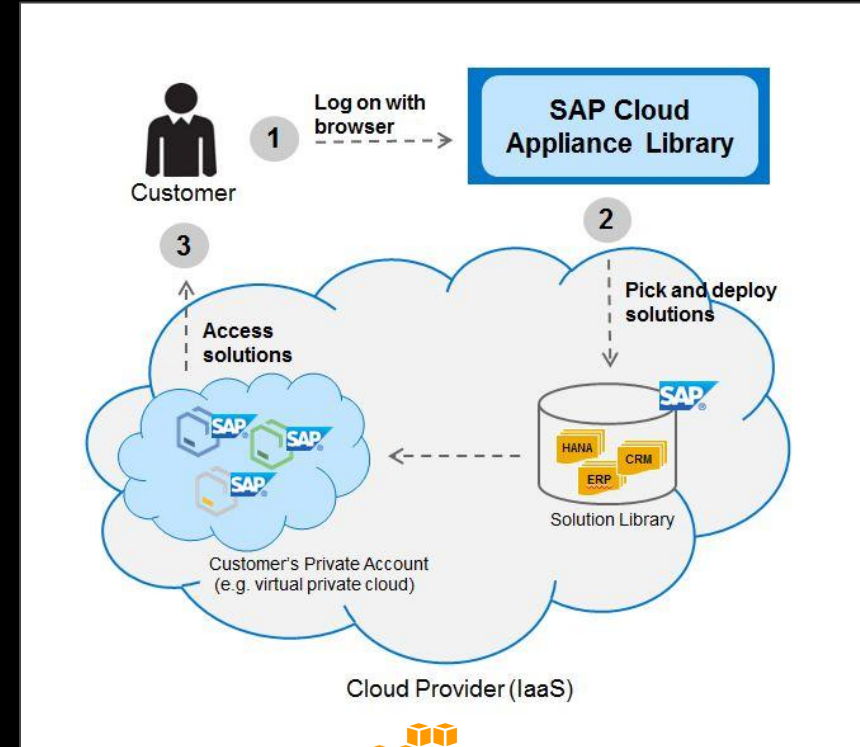 1
Log on with
browser
SAP Cloud
Appliance Library
Customer
2
3
Pick and deploy
solutions
Access
solutions
SAP®
SAP®
SAP®
SAP®
HANA
CRM
ERP
Solution Library
Customer's Private Account
(e.g. virtual private cloud)
Cloud Provider (IaaS)